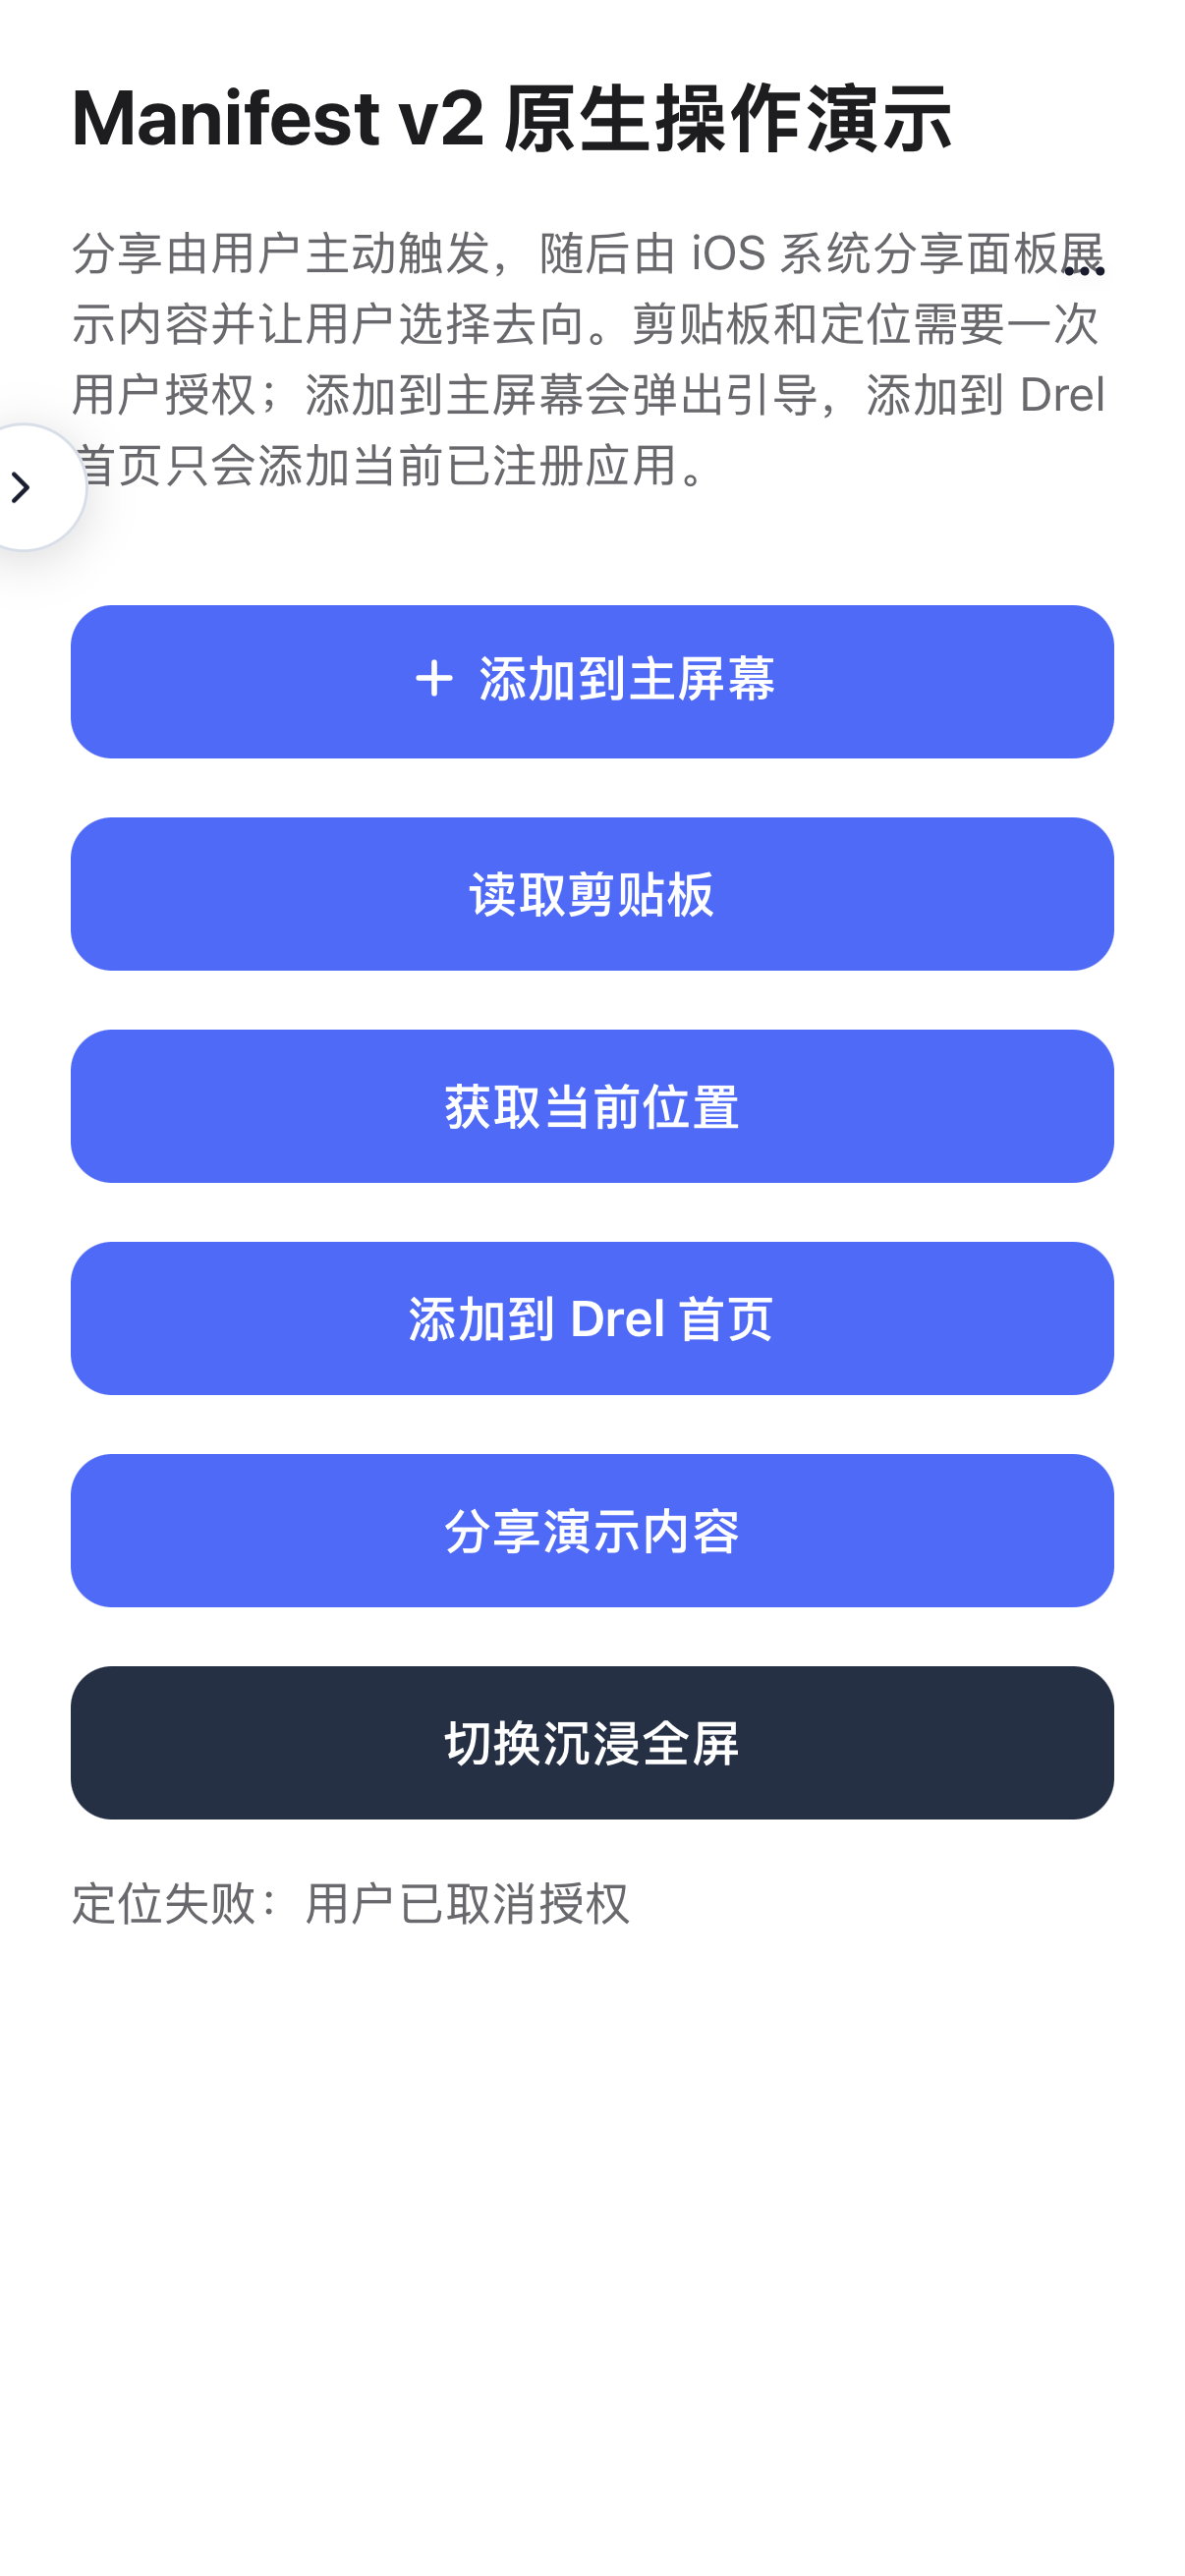 Manifest v2 原生操作演示
分享由用户主动触发，随后由 iOS 系统分享面板展
示内容并让用户选择去向。剪贴板和定位需要一次
用户授权；添加到主屏幕会弹出引导，添加到 Drel
首页只会添加当前已注册应用。
+ 添加到主屏幕
读取剪贴板
获取当前位置
添加到 Drel 首页
分享演示内容
切换沉浸全屏
定位失败：用户已取消授权